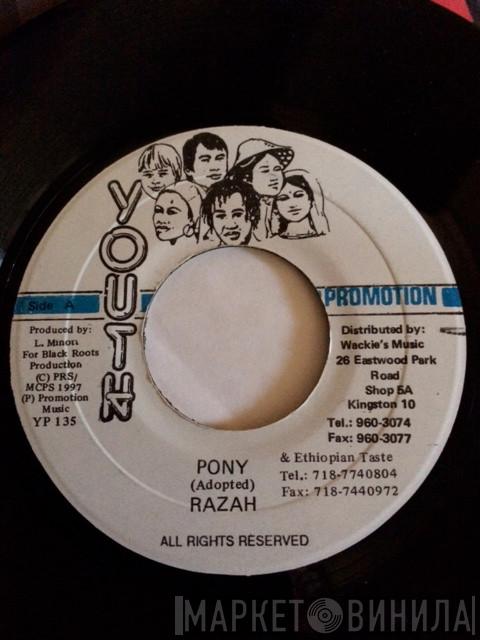 YOUTH
PROMOTION
Side A
Produced by:
L. Minott
For Black Roots
Production
(C) PRS/
MCPS 1997
(P) Promotion
Music
YP 135
Distributed by:
Wackie's Music
26 Eastwood Park
Road
Shop 5A
Kingston 10
Tel.: 960-3074
Fax: 960-3077
& Ethiopian Taste
Tel.: 718-7740804
Fax: 718-7440972
PONY
(Adopted)
RAZAH
ALL RIGHTS RESERVED
МАРКЕТ ВИНИЛА